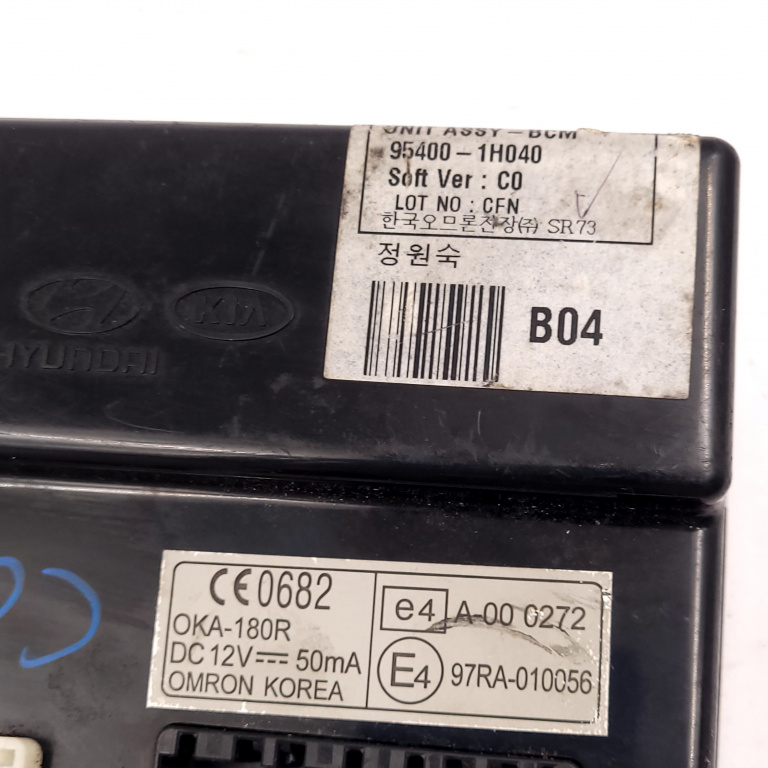 UNIT ASSY-BCM
95400-1H040
Soft Ver : C0
LOT NO : CFN
한국오므론전장(주) SR73
정원숙
B04
HYUNDAI
KIA
CE0682
OKA-180R
DC 12V⎓50mA
OMRON KOREA
e4 A-00 0272
E4 97RA-010056